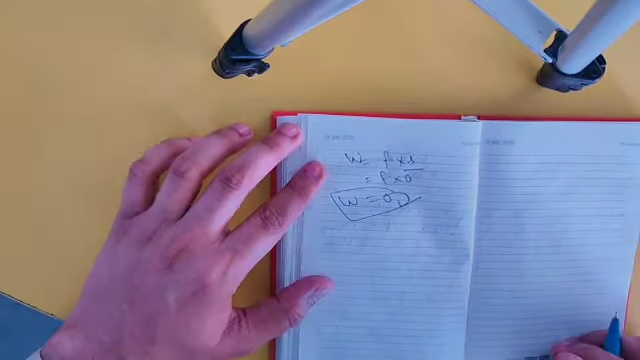 W = f x s
= f x 0
W = 0